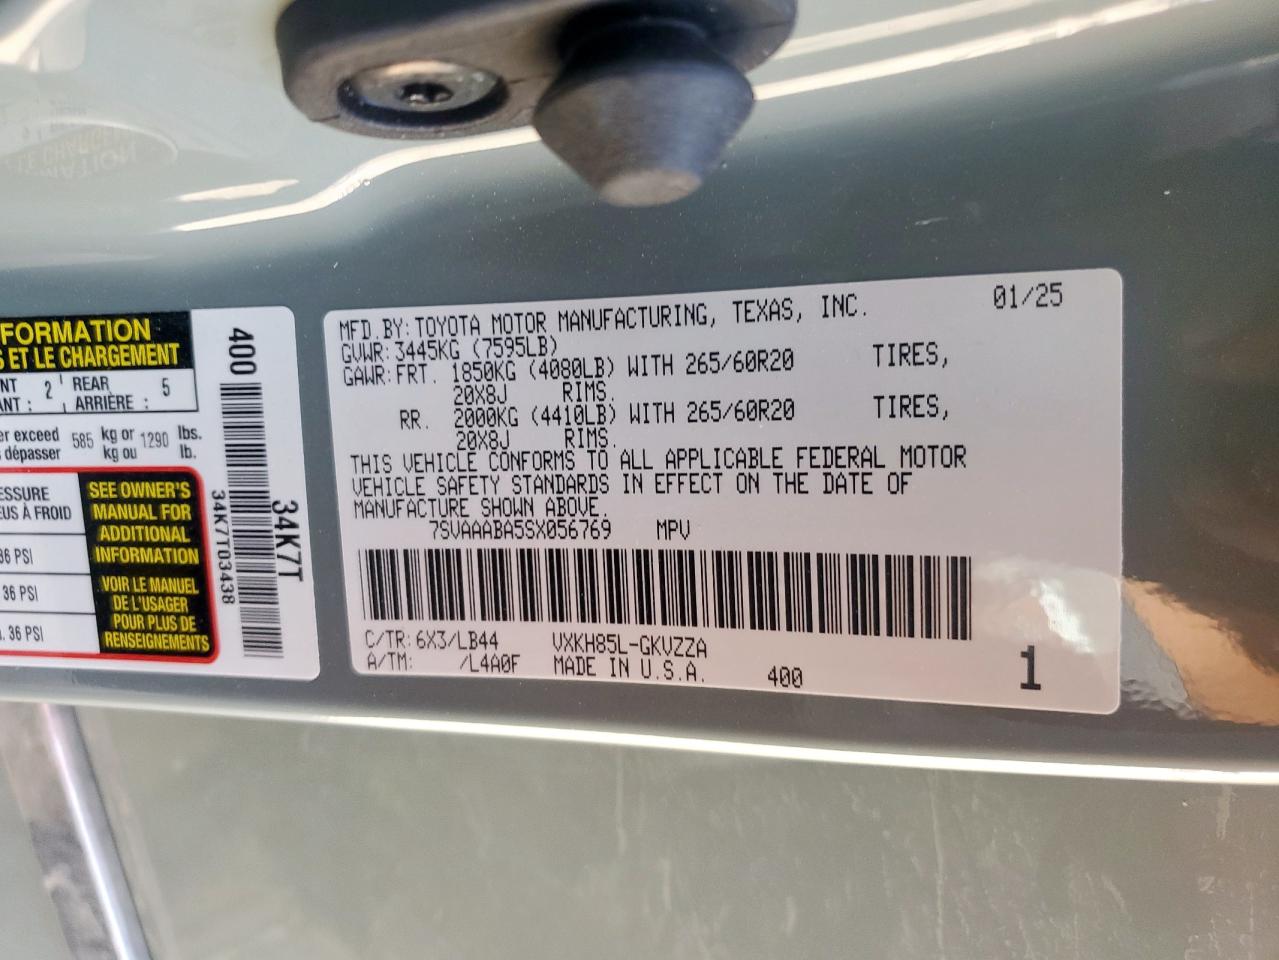 FORMATION
S ET LE CHARGEMENT
NT 2 REAR 5
ANT : ARRIÈRE :
er exceed 585 kg or 1290 lbs.
s dépasser kg ou lb.
ESSURE
EUS À FROID
36 PSI
36 PSI
. 36 PSI
SEE OWNER'S
MANUAL FOR
ADDITIONAL
INFORMATION
VOIR LE MANUEL
DE L'USAGER
POUR PLUS DE
RENSEIGNEMENTS
400
34K7T03438
34K7T
MFD.BY: TOYOTA MOTOR MANUFACTURING, TEXAS, INC. 01/25
GVWR: 3445KG (7595LB)
GAWR: FRT. 1850KG (4080LB) WITH 265/60R20 TIRES,
20X8J RIMS.
RR. 2000KG (4410LB) WITH 265/60R20 TIRES,
20X8J RIMS.
THIS VEHICLE CONFORMS TO ALL APPLICABLE FEDERAL MOTOR
VEHICLE SAFETY STANDARDS IN EFFECT ON THE DATE OF
MANUFACTURE SHOWN ABOVE.
7SVAAABA5SX056769 MPV
C/TR: 6X3/LB44 VXKH85L-GKVZZA
A/TM: /L4A0F MADE IN U.S.A. 400 1